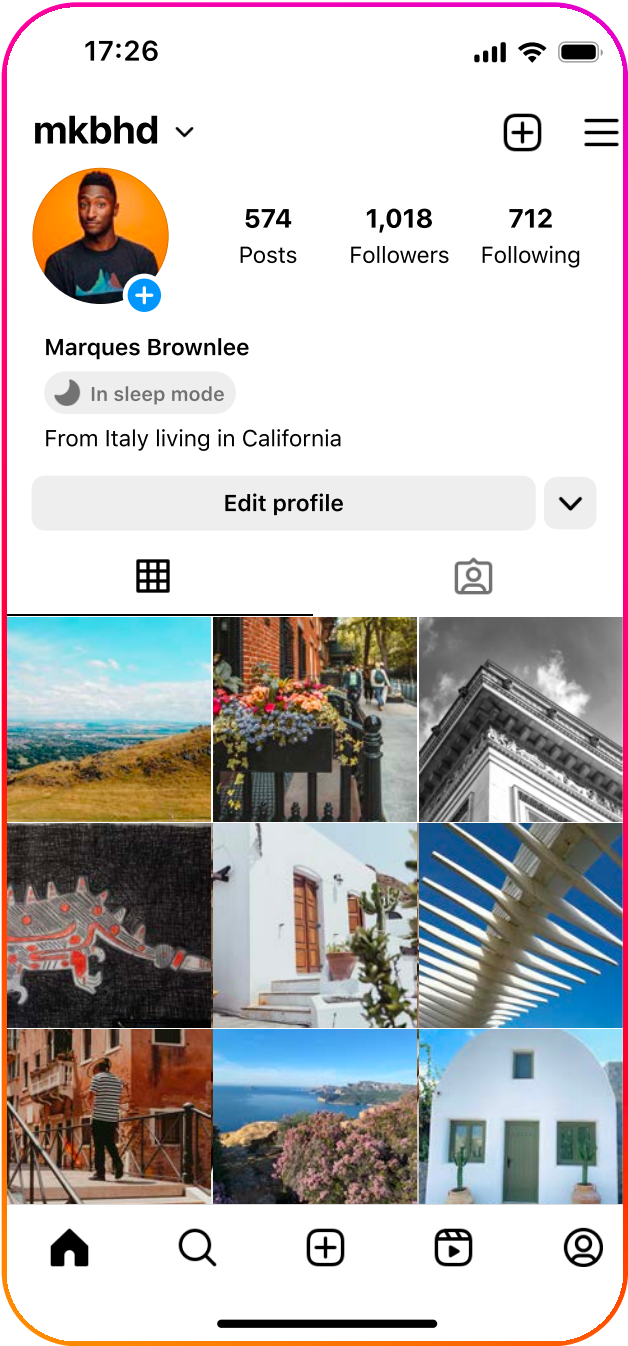 17:26
mkbhd
574 1,018 712
Posts Followers Following
Marques Brownlee
In sleep mode
From Italy living in California
Edit profile